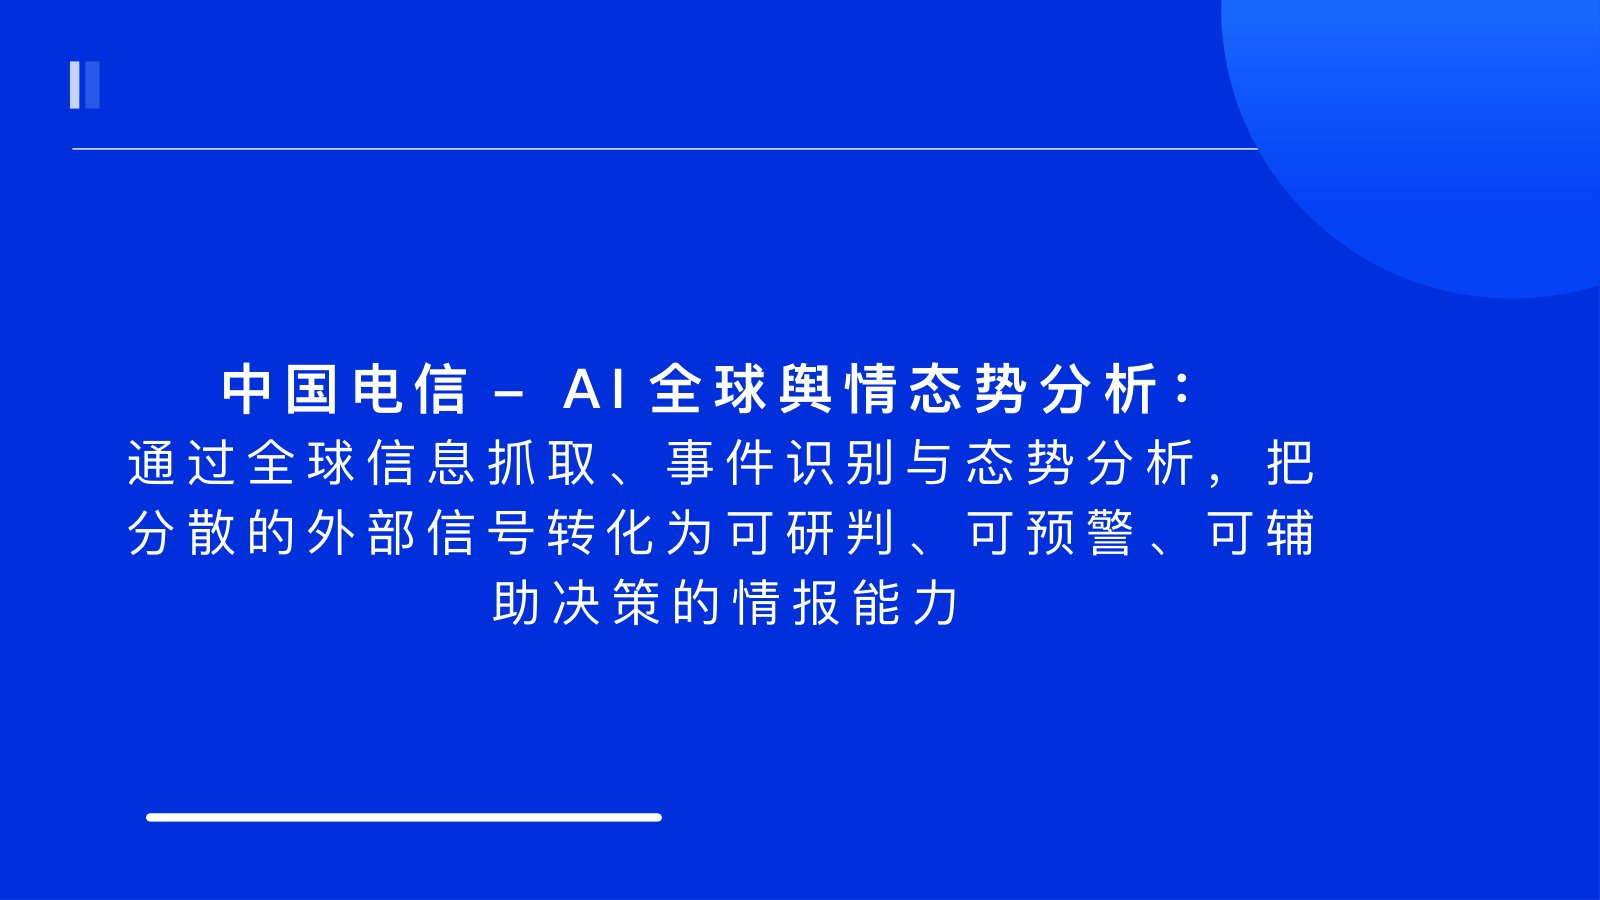 中国电信 – AI 全球舆情态势分析：
通过全球信息抓取、事件识别与态势分析，把
分散的外部信号转化为可研判、可预警、可辅
助决策的情报能力